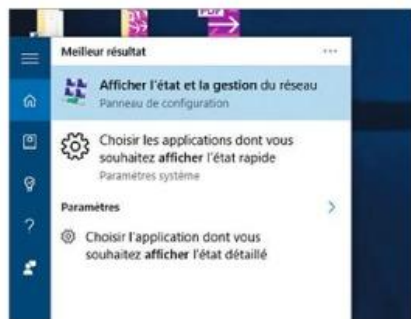 PDF
Meilleur résultat
Afficher l'état et la gestion du réseau
Panneau de configuration
Choisir les applications dont vous
souhaitez afficher l'état rapide
Paramètres système
Paramètres
Choisir l'application dont vous
souhaitez afficher l'état détaillé